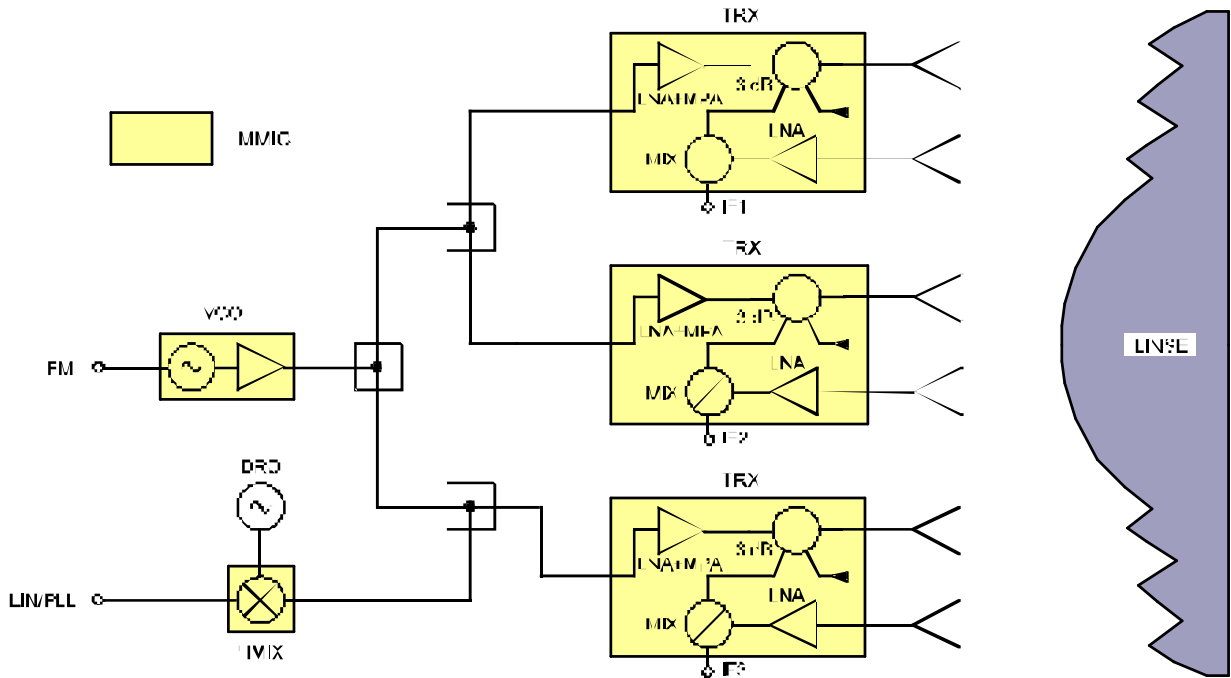 TRX
3 dB
LNA+MPA
MMIC
LNA
MIX
IF1
TRX
3 dB
LNA+MPA
VCO
LINSE
FM
LNA
MIX
IF2
DRO
TRX
3 dB
LNA+MPA
LIN/PLL
LNA
MIX
IF3